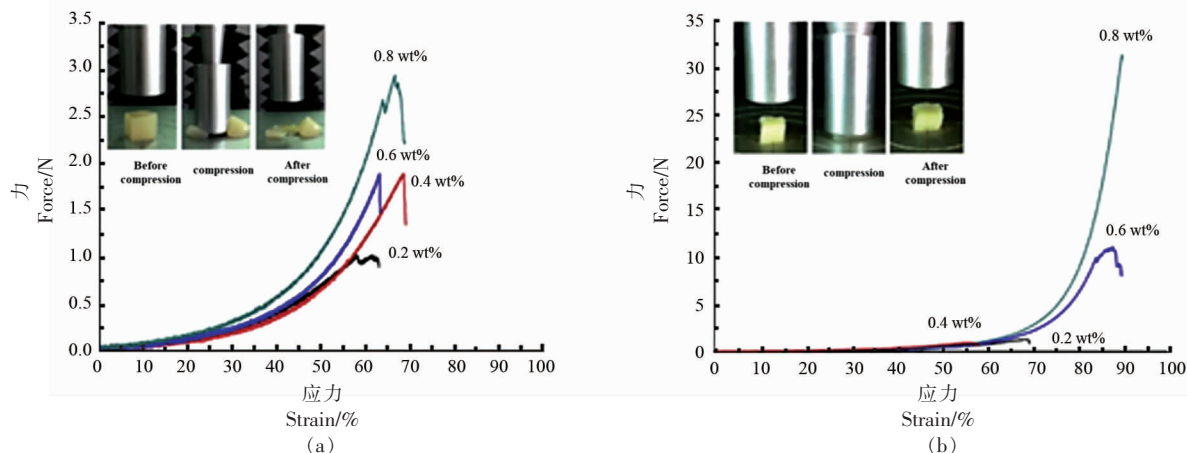 3.5
3.0
2.5
2.0
1.5
1.0
0.5
0.0
力
Force/N
0.8 wt%
0.6 wt%
0.4 wt%
0.2 wt%
Before
compression
compression
After
compression
0 10 20 30 40 50 60 70 80 90 100
应力
Strain/%
(a)
35
30
25
20
15
10
5
0
力
Force/N
0.8 wt%
0.6 wt%
0.4 wt%
0.2 wt%
Before
compression
compression
After
compression
0 10 20 30 40 50 60 70 80 90 100
应力
Strain/%
(b)